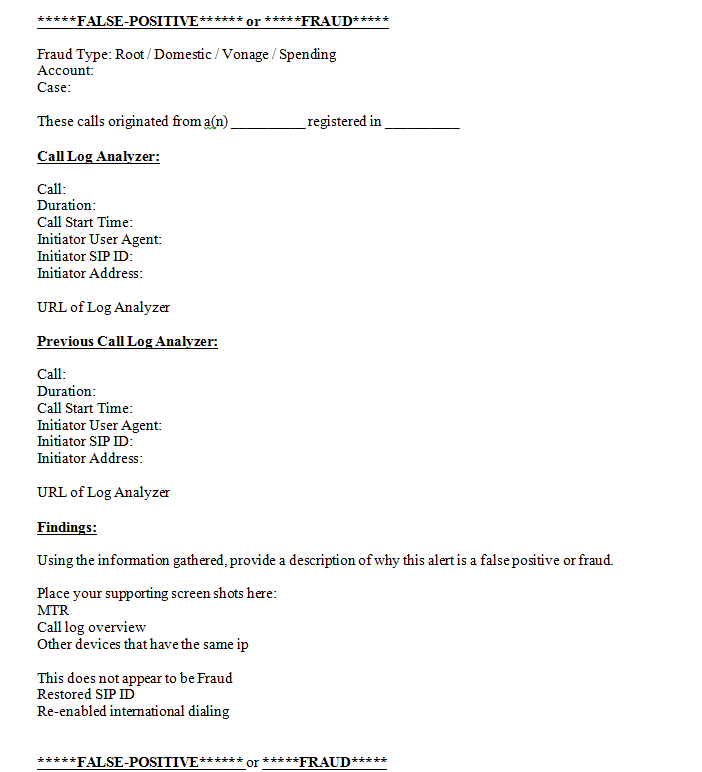 *****FALSE-POSITIVE****** or *****FRAUD*****
Fraud Type: Root / Domestic / Vonage / Spending
Account:
Case:
These calls originated from a(n) ___________ registered in ___________
Call Log Analyzer:
Call:
Duration:
Call Start Time:
Initiator User Agent:
Initiator SIP ID:
Initiator Address:
URL of Log Analyzer
Previous Call Log Analyzer:
Call:
Duration:
Call Start Time:
Initiator User Agent:
Initiator SIP ID:
Initiator Address:
URL of Log Analyzer
Findings:
Using the information gathered, provide a description of why this alert is a false positive or fraud.
Place your supporting screen shots here:
MTR
Call log overview
Other devices that have the same ip
This does not appear to be Fraud
Restored SIP ID
Re-enabled international dialing
*****FALSE-POSITIVE****** or *****FRAUD*****